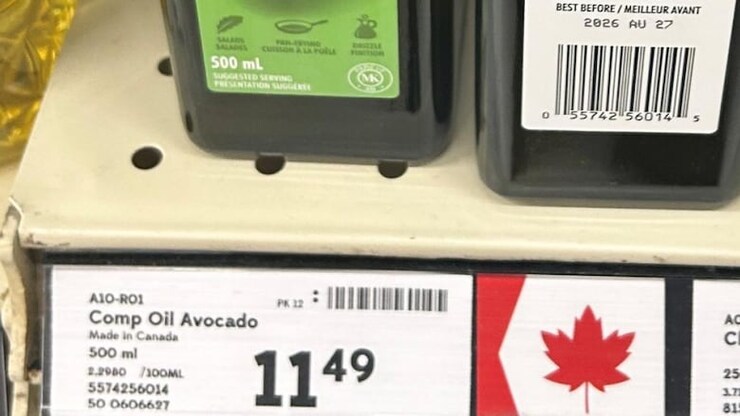 SALADS
SALADES
PAN-FRYING
CUISSON À LA POÊLE
DRIZZLE
FINITION
500 mL
SUGGESTED SERVING
PRÉSENTATION SUGGÉRÉE
MK
BEST BEFORE / MEILLEUR AVANT
2026 AU 27
0 55742 56014 5
A10-R01
PK 12
Comp Oil Avocado
Made in Canada
500 ml
2.2980 /100ML
5574256014
50 0606627
11 49